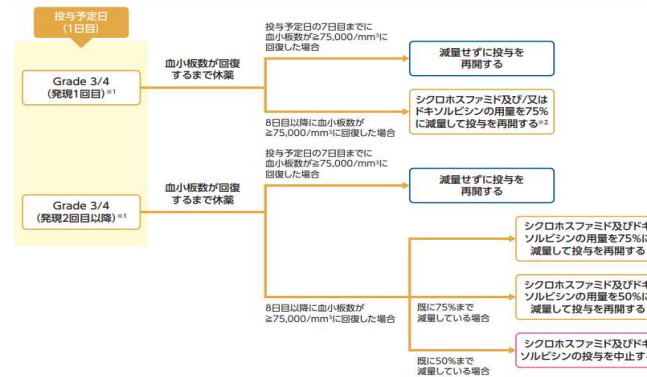 投与予定日
(1日目)
Grade 3/4
(発現1回目)※1
血小板数が回復
するまで休薬
投与予定日の7日目までに
血小板数が≧75,000/mm³に
回復した場合
減量せずに投与を
再開する
8日目以降に血小板数が
≧75,000/mm³に回復した場合
シクロホスファミド及び/又は
ドキソルビシンの用量を75%
に減量して投与を再開する※2
Grade 3/4
(発現2回目以降)※1
血小板数が回復
するまで休薬
投与予定日の7日目までに
血小板数が≧75,000/mm³に
回復した場合
減量せずに投与を
再開する
8日目以降に血小板数が
≧75,000/mm³に回復した場合
シクロホスファミド及びドキ
ソルビシンの用量を75%に
減量して投与を再開する
既に75%まで
減量している場合
シクロホスファミド及びドキ
ソルビシンの用量を50%に
減量して投与を再開する
既に50%まで
減量している場合
シクロホスファミド及びドキ
ソルビシンの投与を中止す